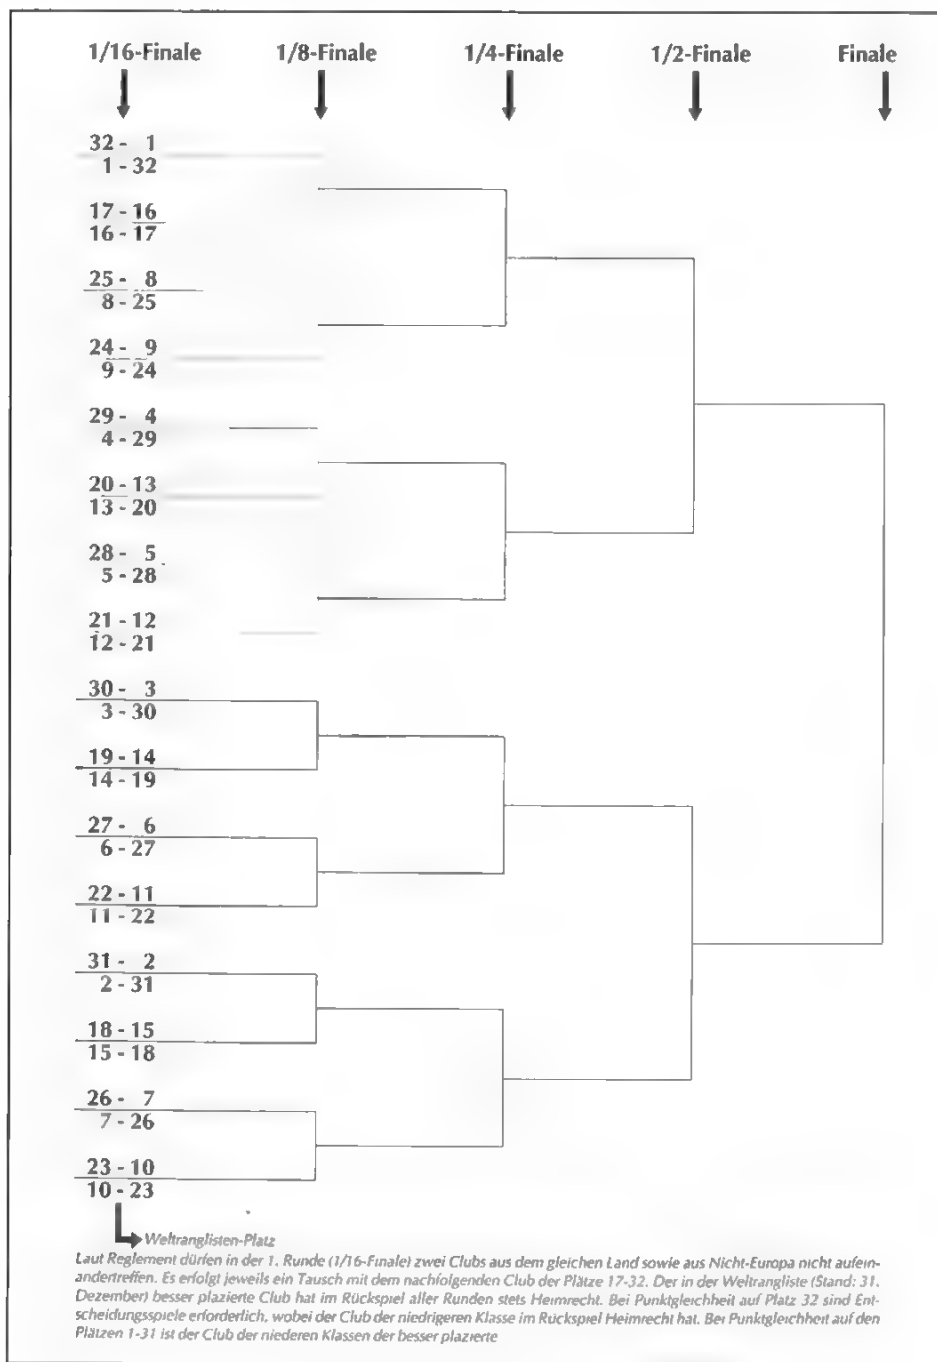 1/16-Finale 1/8-Finale 1/4-Finale 1/2-Finale Finale
32 - 1
1 - 32
17 - 16
16 - 17
25 - 8
8 - 25
24 - 9
9 - 24
29 - 4
4 - 29
20 - 13
13 - 20
28 - 5
5 - 28
21 - 12
12 - 21
30 - 3
3 - 30
19 - 14
14 - 19
27 - 6
6 - 27
22 - 11
11 - 22
31 - 2
2 - 31
18 - 15
15 - 18
26 - 7
7 - 26
23 - 10
10 - 23
Weltranglisten-Platz
Laut Reglement dürfen in der 1. Runde (1/16-Finale) zwei Clubs aus dem gleichen Land sowie aus Nicht-Europa nicht aufein-
andertreffen. Es erfolgt jeweils ein Tausch mit dem nachfolgenden Club der Plätze 17-32. Der in der Weltrangliste (Stand: 31.
Dezember) besser plazierte Club hat im Rückspiel aller Runden stets Heimrecht. Bei Punktgleichheit auf Platz 32 sind Ent-
scheidungsspiele erforderlich, wobei der Club der niedrigeren Klasse im Rückspiel Heimrecht hat. Bei Punktgleichheit auf den
Plätzen 1-31 ist der Club der niederen Klassen der besser plazierte